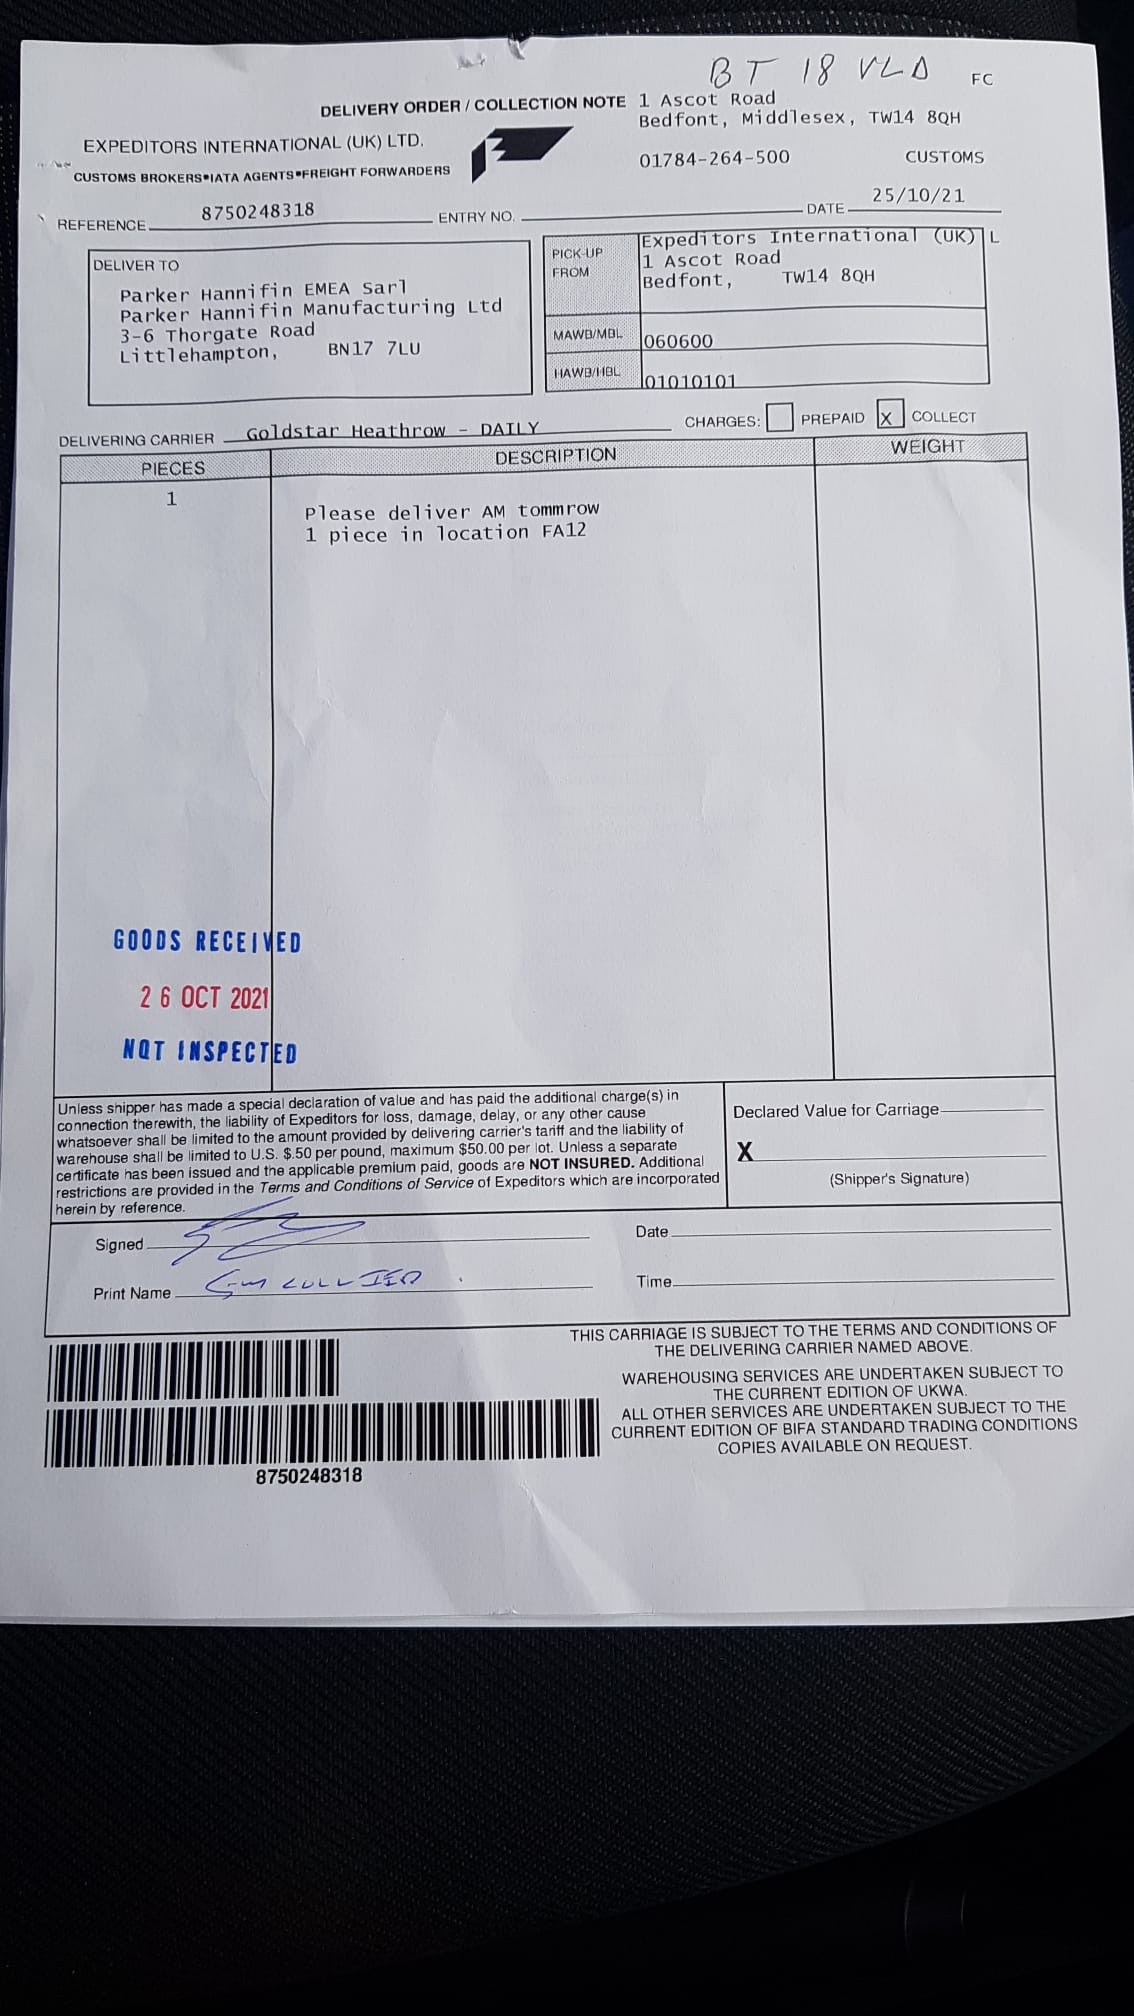 BT 18 VLD
FC
DELIVERY ORDER / COLLECTION NOTE
1 Ascot Road
Bedfont, Middlesex, TW14 8QH
EXPEDITORS INTERNATIONAL (UK) LTD.
CUSTOMS BROKERS•IATA AGENTS•FREIGHT FORWARDERS
01784-264-500
CUSTOMS
REFERENCE 8750248318
ENTRY NO.
DATE 25/10/21
DELIVER TO
Parker Hannifin EMEA Sarl
Parker Hannifin Manufacturing Ltd
3-6 Thorgate Road
Littlehampton, BN17 7LU
PICK-UP
FROM
Expeditors International (UK) L
1 Ascot Road
Bedfont, TW14 8QH
MAWB/MBL 060600
HAWB/HBL 01010101
DELIVERING CARRIER Goldstar Heathrow - DAILY
CHARGES: PREPAID X COLLECT
PIECES DESCRIPTION WEIGHT
1
Please deliver AM tommrow
1 piece in location FA12
GOODS RECEIVED
26 OCT 2021
NOT INSPECTED
Unless shipper has made a special declaration of value and has paid the additional charge(s) in
connection therewith, the liability of Expeditors for loss, damage, delay, or any other cause
whatsoever shall be limited to the amount provided by delivering carrier's tariff and the liability of
warehouse shall be limited to U.S. $.50 per pound, maximum $50.00 per lot. Unless a separate
certificate has been issued and the applicable premium paid, goods are NOT INSURED. Additional
restrictions are provided in the Terms and Conditions of Service of Expeditors which are incorporated
herein by reference.
Declared Value for Carriage
X
(Shipper's Signature)
Signed
Date
Print Name
Time
THIS CARRIAGE IS SUBJECT TO THE TERMS AND CONDITIONS OF
THE DELIVERING CARRIER NAMED ABOVE.
WAREHOUSING SERVICES ARE UNDERTAKEN SUBJECT TO
THE CURRENT EDITION OF UKWA.
ALL OTHER SERVICES ARE UNDERTAKEN SUBJECT TO THE
CURRENT EDITION OF BIFA STANDARD TRADING CONDITIONS
COPIES AVAILABLE ON REQUEST.
8750248318